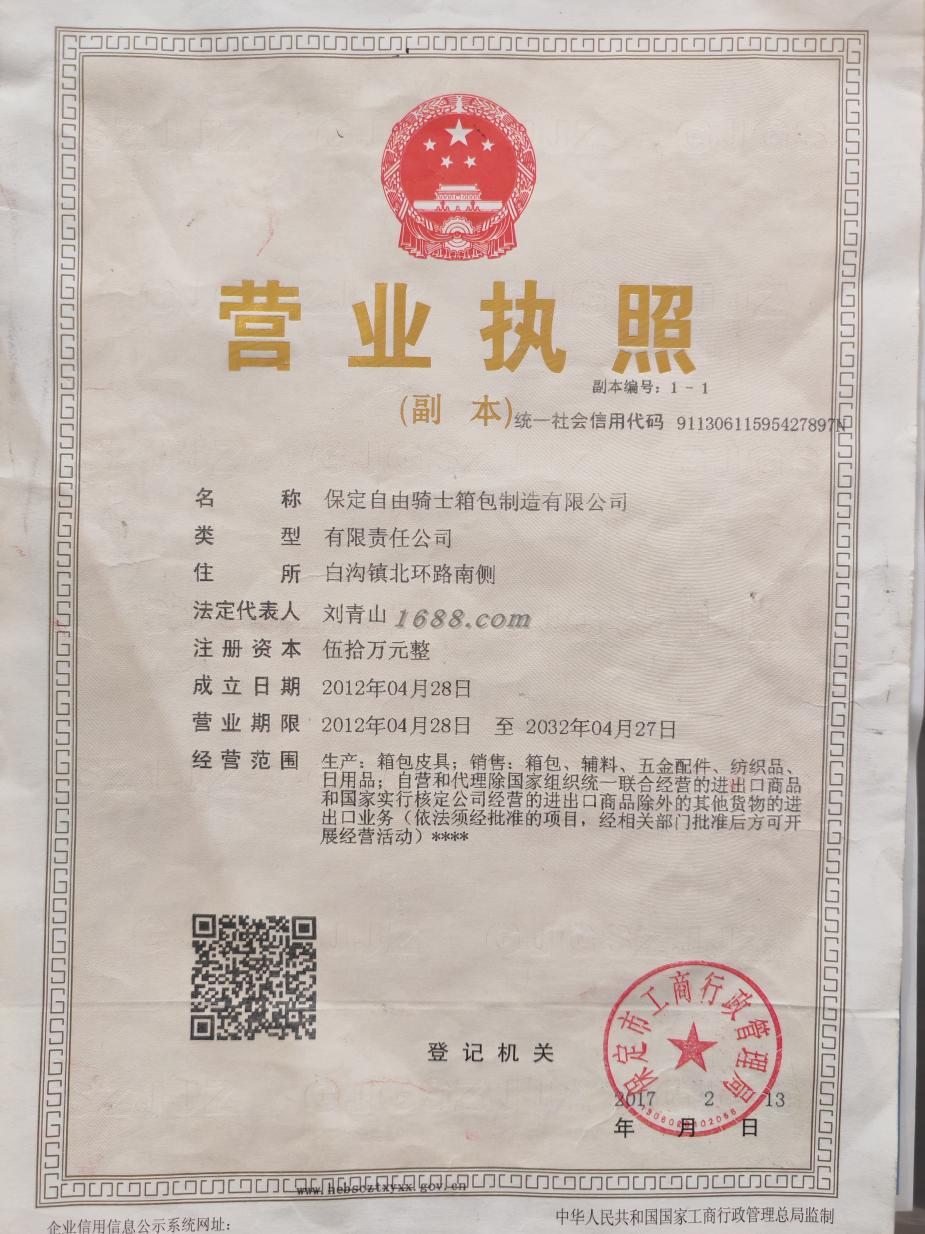 营业执照
副本编号：1－1
(副 本)
统一社会信用代码 91130611595427897N
名 称 保定自由骑士箱包制造有限公司
类 型 有限责任公司
住 所 白沟镇北环路南侧
法定代表人 刘青山
1688.com
注册资本 伍拾万元整
成立日期 2012年04月28日
营业期限 2012年04月28日 至 2032年04月27日
经营范围 生产：箱包皮具；销售：箱包、辅料、五金配件、纺织品、
日用品；自营和代理除国家组织统一联合经营的进出口商品
和国家实行核定公司经营的进出口商品除外的其他货物的进
出口业务（依法须经批准的项目，经相关部门批准后方可开
展经营活动）****
登记机关
保定市工商行政管理局
2017 2 13
年 月 日
www.hebscztxyxx.gov.cn
企业信用信息公示系统网址：
中华人民共和国国家工商行政管理总局监制